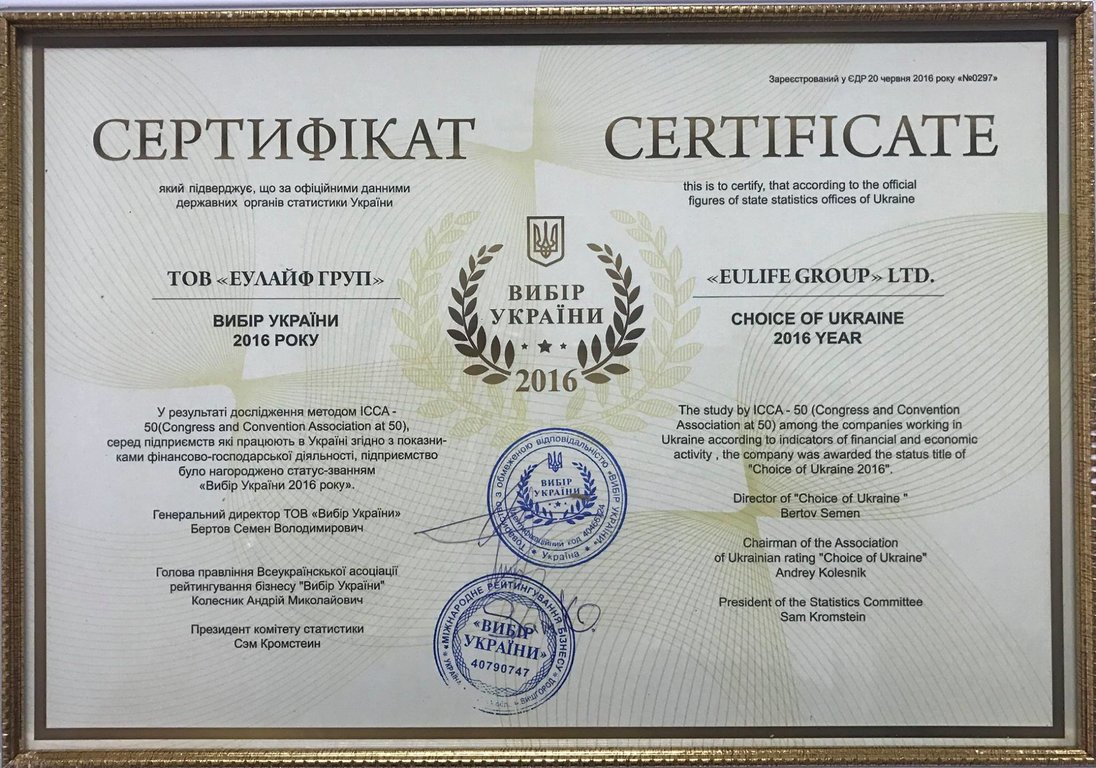 Зареєстрований у ЄДР 20 червня 2016 року «№0297»
СЕРТИФІКАТ
який підверджує, що за офіційними данними
державних органів статистики України
ТОВ «ЕУЛАЙФ ГРУП»
ВИБІР УКРАЇНИ
2016 РОКУ
У результаті дослідження методом ICCA -
50(Congress and Convention Association at 50),
серед підприємств які працюють в Україні згідно з показни-
ками фінансово-господарської діяльності, підприємство
було нагороджено статус-званням
«Вибір України 2016 року».
Генеральний директор ТОВ «Вибір України»
Бертов Семен Володимирович
Голова правління Всеукраїнскької асоціації
рейтингування бізнесу "Вибір України"
Колесник Андрій Миколайович
Президент комітету статистики
Сэм Кромстеин
ВИБІР
УКРАЇНИ
2016
CERTIFICATE
this is to certify, that according to the official
figures of state statistics offices of Ukraine
«EULIFE GROUP» LTD.
CHOICE OF UKRAINE
2016 YEAR
The study by ICCA - 50 (Congress and Convention
Association at 50) among the companies working in
Ukraine according to indicators of financial and economic
activity , the company was awarded the status title of
"Choice of Ukraine 2016".
Director of "Choice of Ukraine "
Bertov Semen
Chairman of the Association
of Ukrainian rating "Choice of Ukraine"
Andrey Kolesnik
President of the Statistics Committee
Sam Kromstein
Товариство з обмеженою відповідальністю «ВИБІР УКРАЇНИ»
Україна
ВИБІР
УКРАЇНИ
«МІЖНАРОДНЕ РЕЙТИНГУВАННЯ БІЗНЕСУ»
«ВИБІР
УКРАЇНИ»
40790747